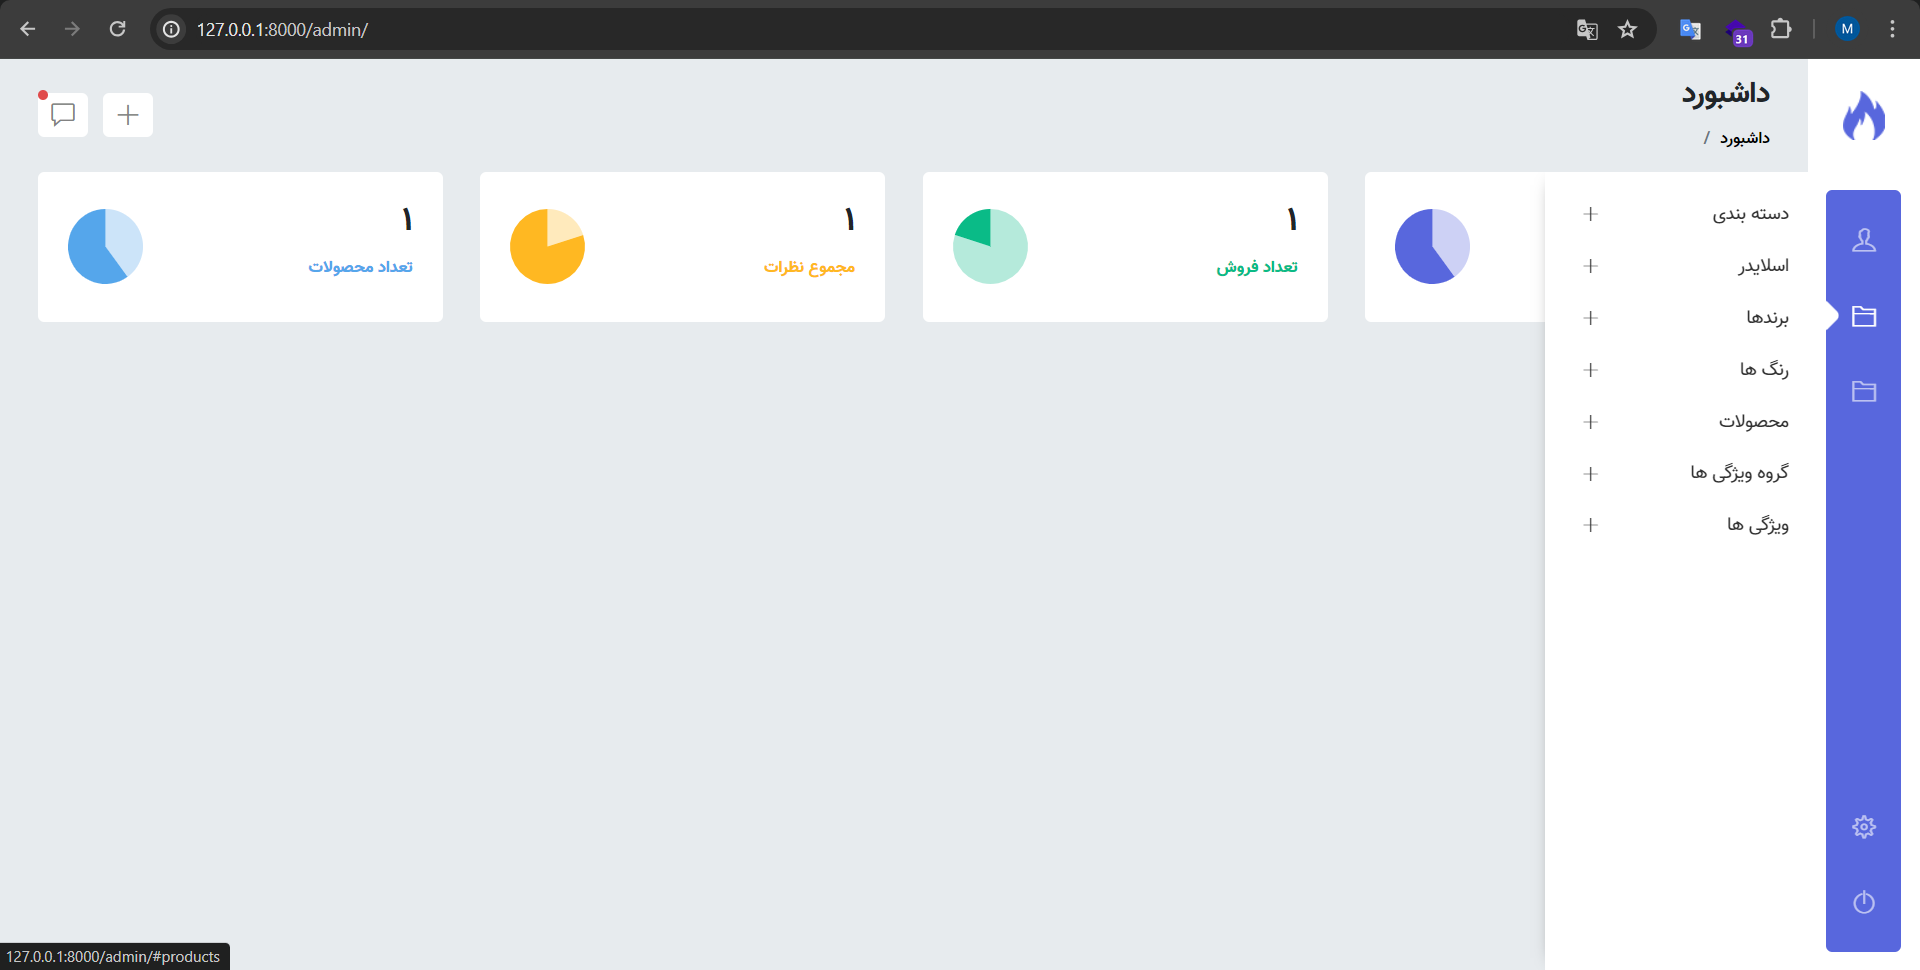 127.0.0.1:8000/admin/
31
M
داشبورد
داشبورد /
۱
تعداد فروش
۱
مجموع نظرات
۱
تعداد محصولات
دسته بندی
اسلایدر
برندها
رنگ ها
محصولات
گروه ویژگی ها
ویژگی ها
127.0.0.1:8000/admin/#products